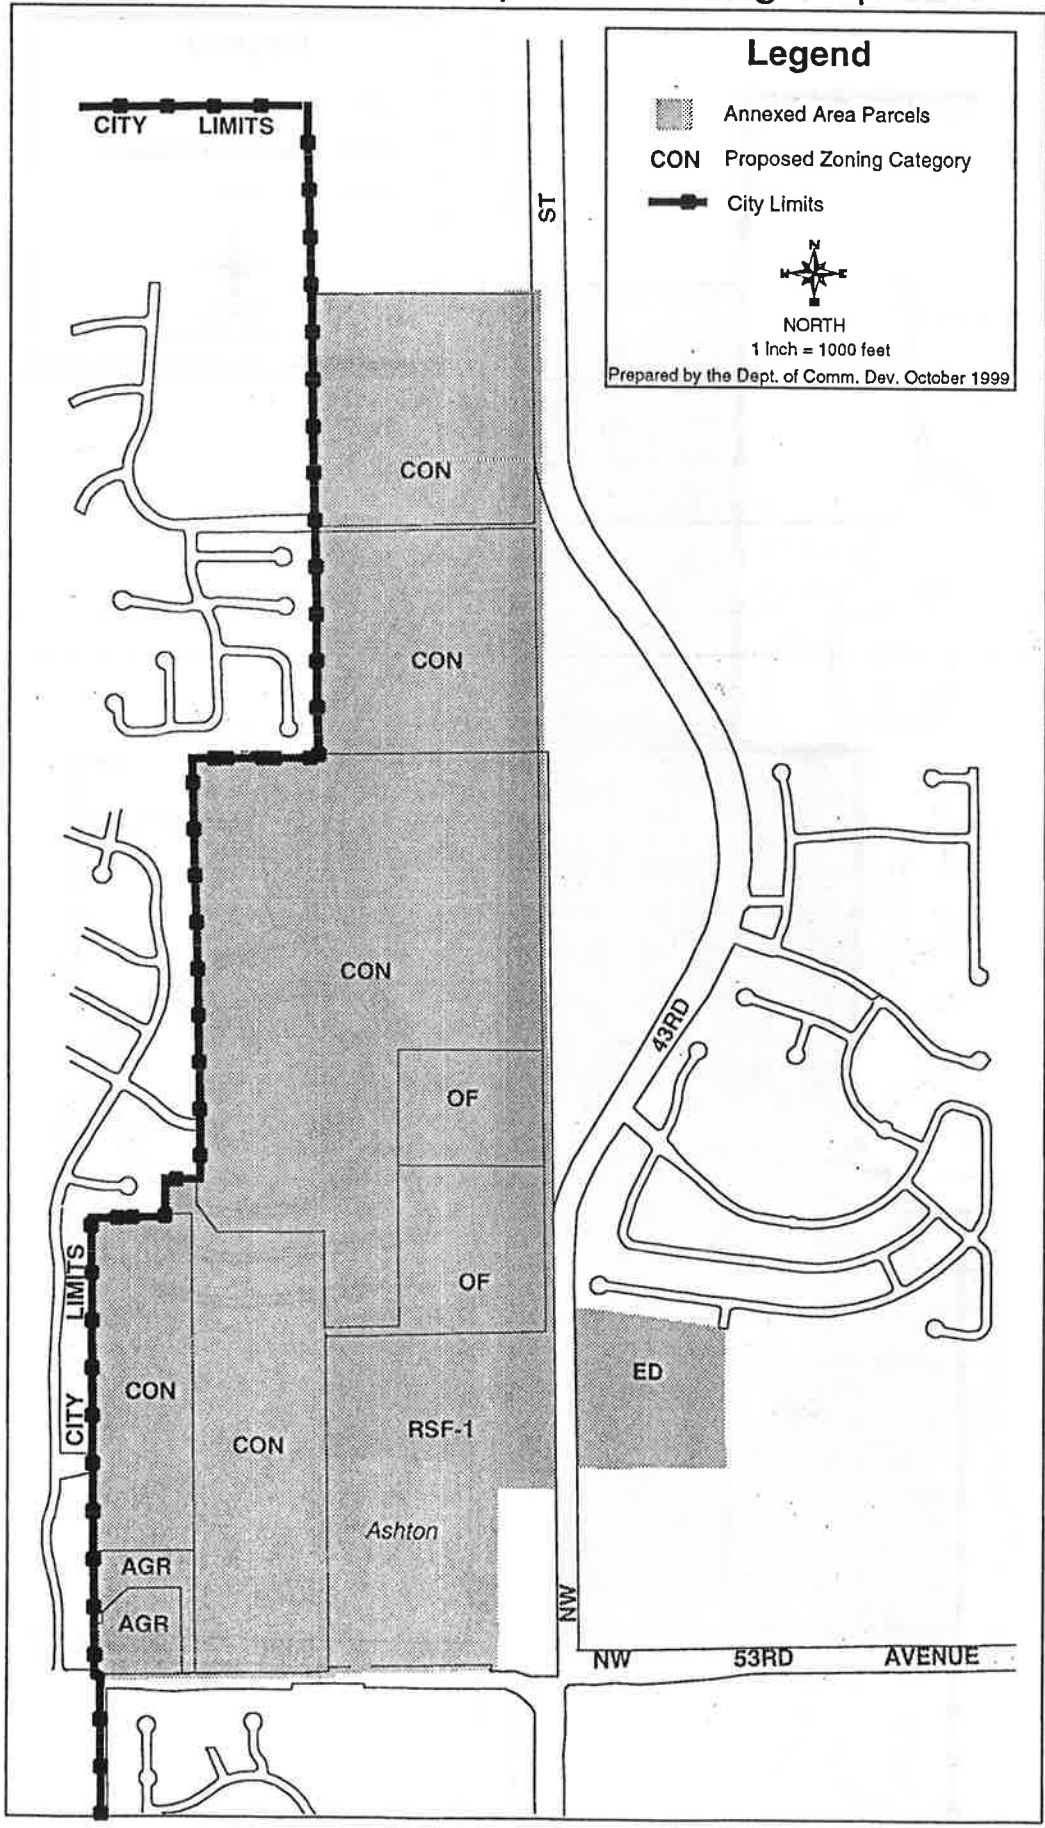 Legend
Annexed Area Parcels
CON Proposed Zoning Category
City Limits
N
NORTH
1 inch = 1000 feet
Prepared by the Dept. of Comm. Dev. October 1999
CITY LIMITS
ST
CON
CON
CON
43RD
OF
OF
CITY LIMITS
ED
CON
RSF-1
CON
Ashton
AGR
AGR
NW
NW 53RD AVENUE